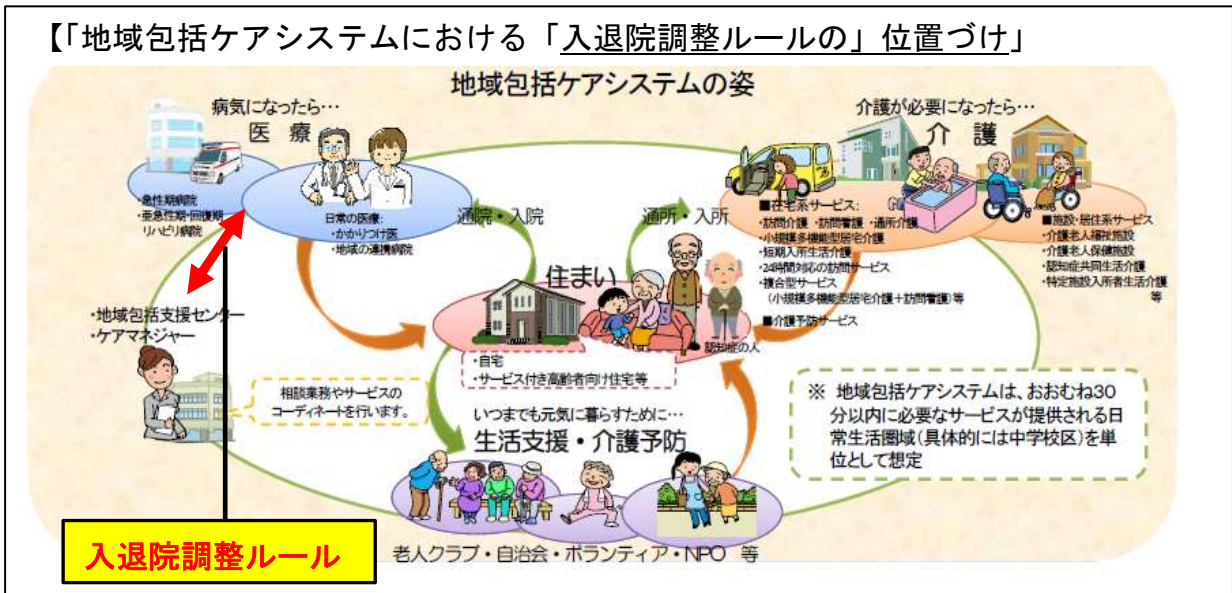 【「地域包括ケアシステムにおける「入退院調整ルールの」位置づけ」
地域包括ケアシステムの姿
病気になったら…
医療
・急性期病院
・亜急性期・回復期
リハビリ病院
日常の医療:
・かかりつけ医
・地域の連携病院
通院・入院
通所・入所
介護が必要になったら…
介護
■在宅系サービス:
・訪問介護・訪問看護・通所介護
・小規模多機能型居宅介護
・短期入所生活介護
・24時間対応の訪問サービス
・複合型サービス
(小規模多機能型居宅介護+訪問看護)等
■介護予防サービス
■施設・居住系サービス
・介護老人福祉施設
・介護老人保健施設
・認知症共同生活介護
・特定施設入所者生活介護
等
住まい
認知症の人
・自宅
・サービス付き高齢者向け住宅等
・地域包括支援センター
・ケアマネジャー
相談業務やサービスの
コーディネートを行います。
いつまでも元気に暮らすために…
生活支援・介護予防
※ 地域包括ケアシステムは、おおむね30
分以内に必要なサービスが提供される日
常生活圏域(具体的には中学校区)を単
位として想定
老人クラブ・自治会・ボランティア・NPO 等
入退院調整ルール